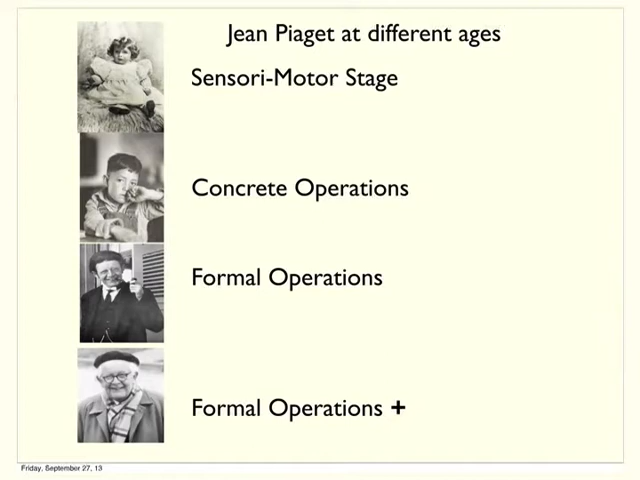 Jean Piaget at different ages
Sensori-Motor Stage
Concrete Operations
Formal Operations
Formal Operations +
Friday, September 27, 13